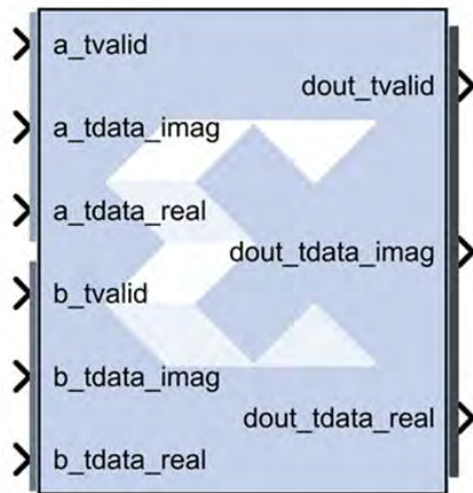 a_tvalid
dout_tvalid
a_tdata_imag
a_tdata_real
dout_tdata_imag
b_tvalid
b_tdata_imag
dout_tdata_real
b_tdata_real